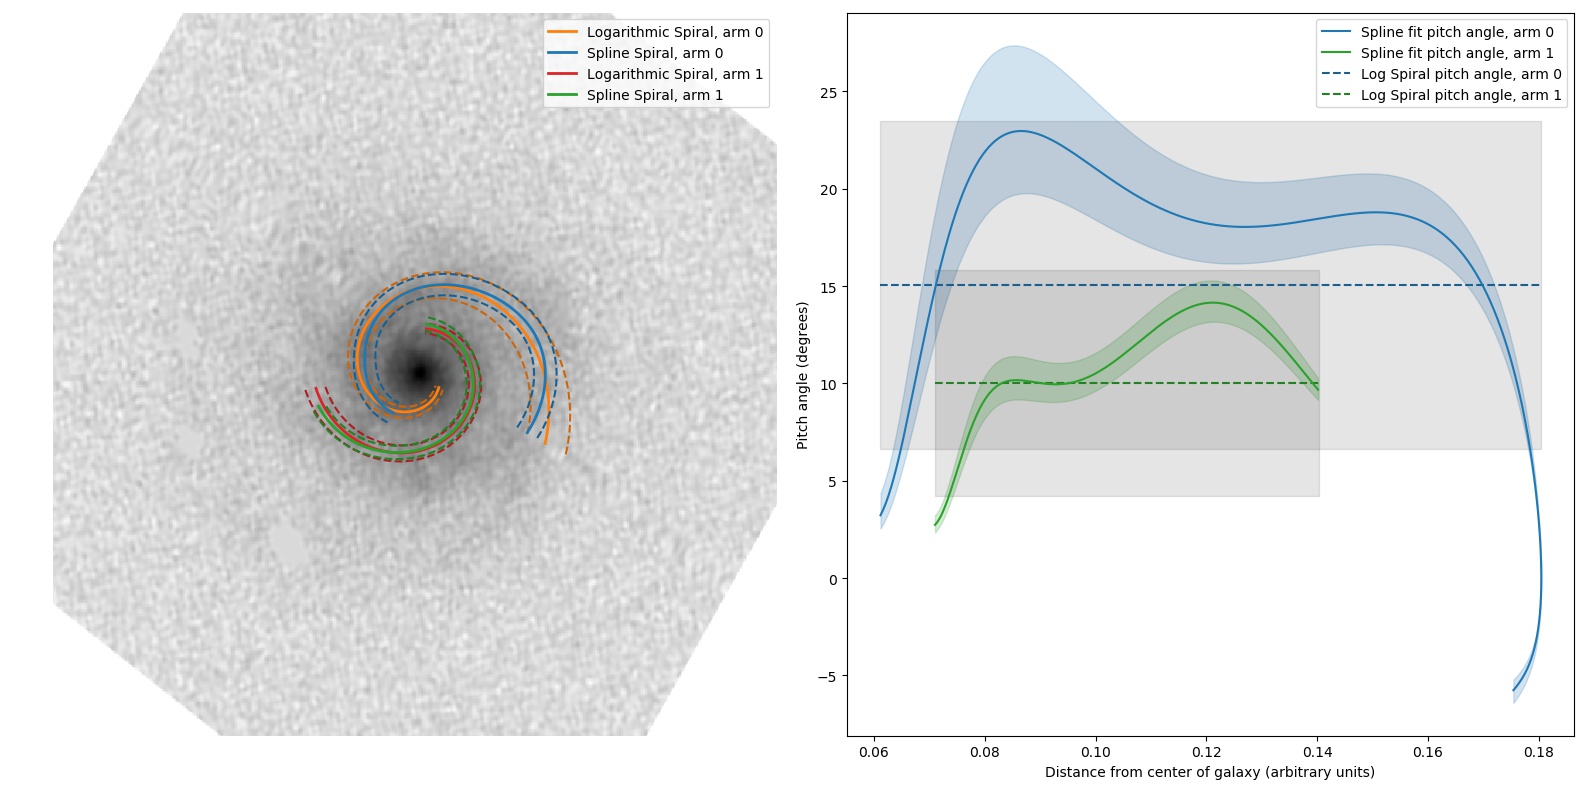 Logarithmic Spiral, arm 0
Spline Spiral, arm 0
Logarithmic Spiral, arm 1
Spline Spiral, arm 1
Spline fit pitch angle, arm 0
Spline fit pitch angle, arm 1
Log Spiral pitch angle, arm 0
Log Spiral pitch angle, arm 1
Pitch angle (degrees)
25
20
15
10
5
0
−5
0.06 0.08 0.10 0.12 0.14 0.16 0.18
Distance from center of galaxy (arbitrary units)